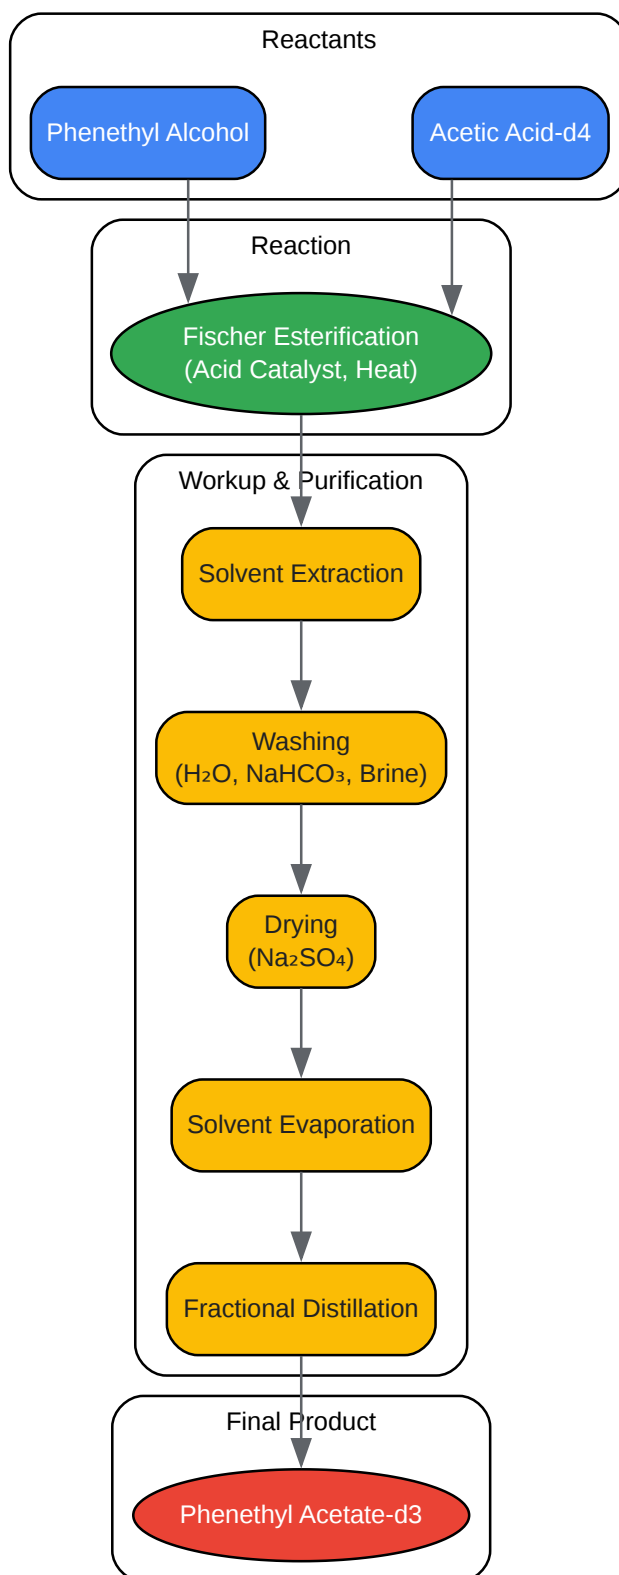 Reactants
Phenethyl Alcohol
Acetic Acid-d4
Reaction
Fischer Esterification
(Acid Catalyst, Heat)
Workup & Purification
Solvent Extraction
Washing
(H₂O, NaHCO₃, Brine)
Drying
(Na₂SO₄)
Solvent Evaporation
Fractional Distillation
Final Product
Phenethyl Acetate-d3